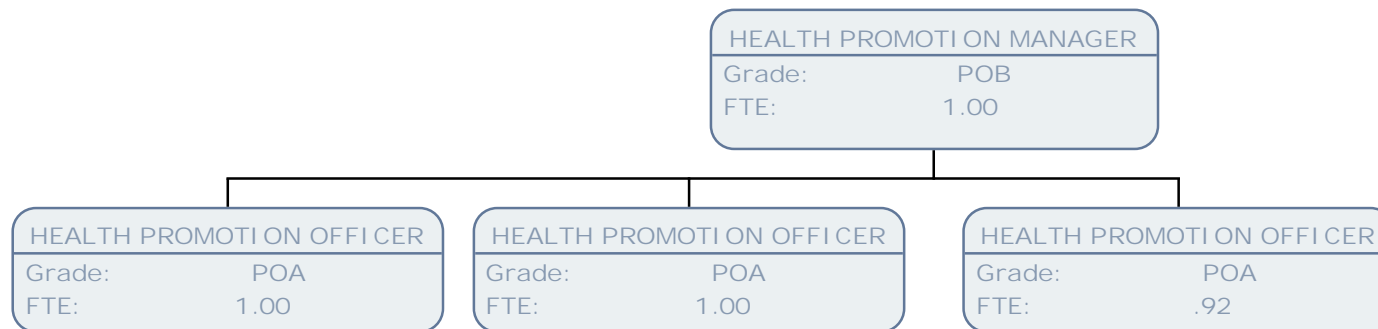 HEALTH PROMOTION MANAGER
Grade: POB
FTE: 1.00
HEALTH PROMOTION OFFICER
Grade: POA
FTE: 1.00
HEALTH PROMOTION OFFICER
Grade: POA
FTE: 1.00
HEALTH PROMOTION OFFICER
Grade: POA
FTE: .92